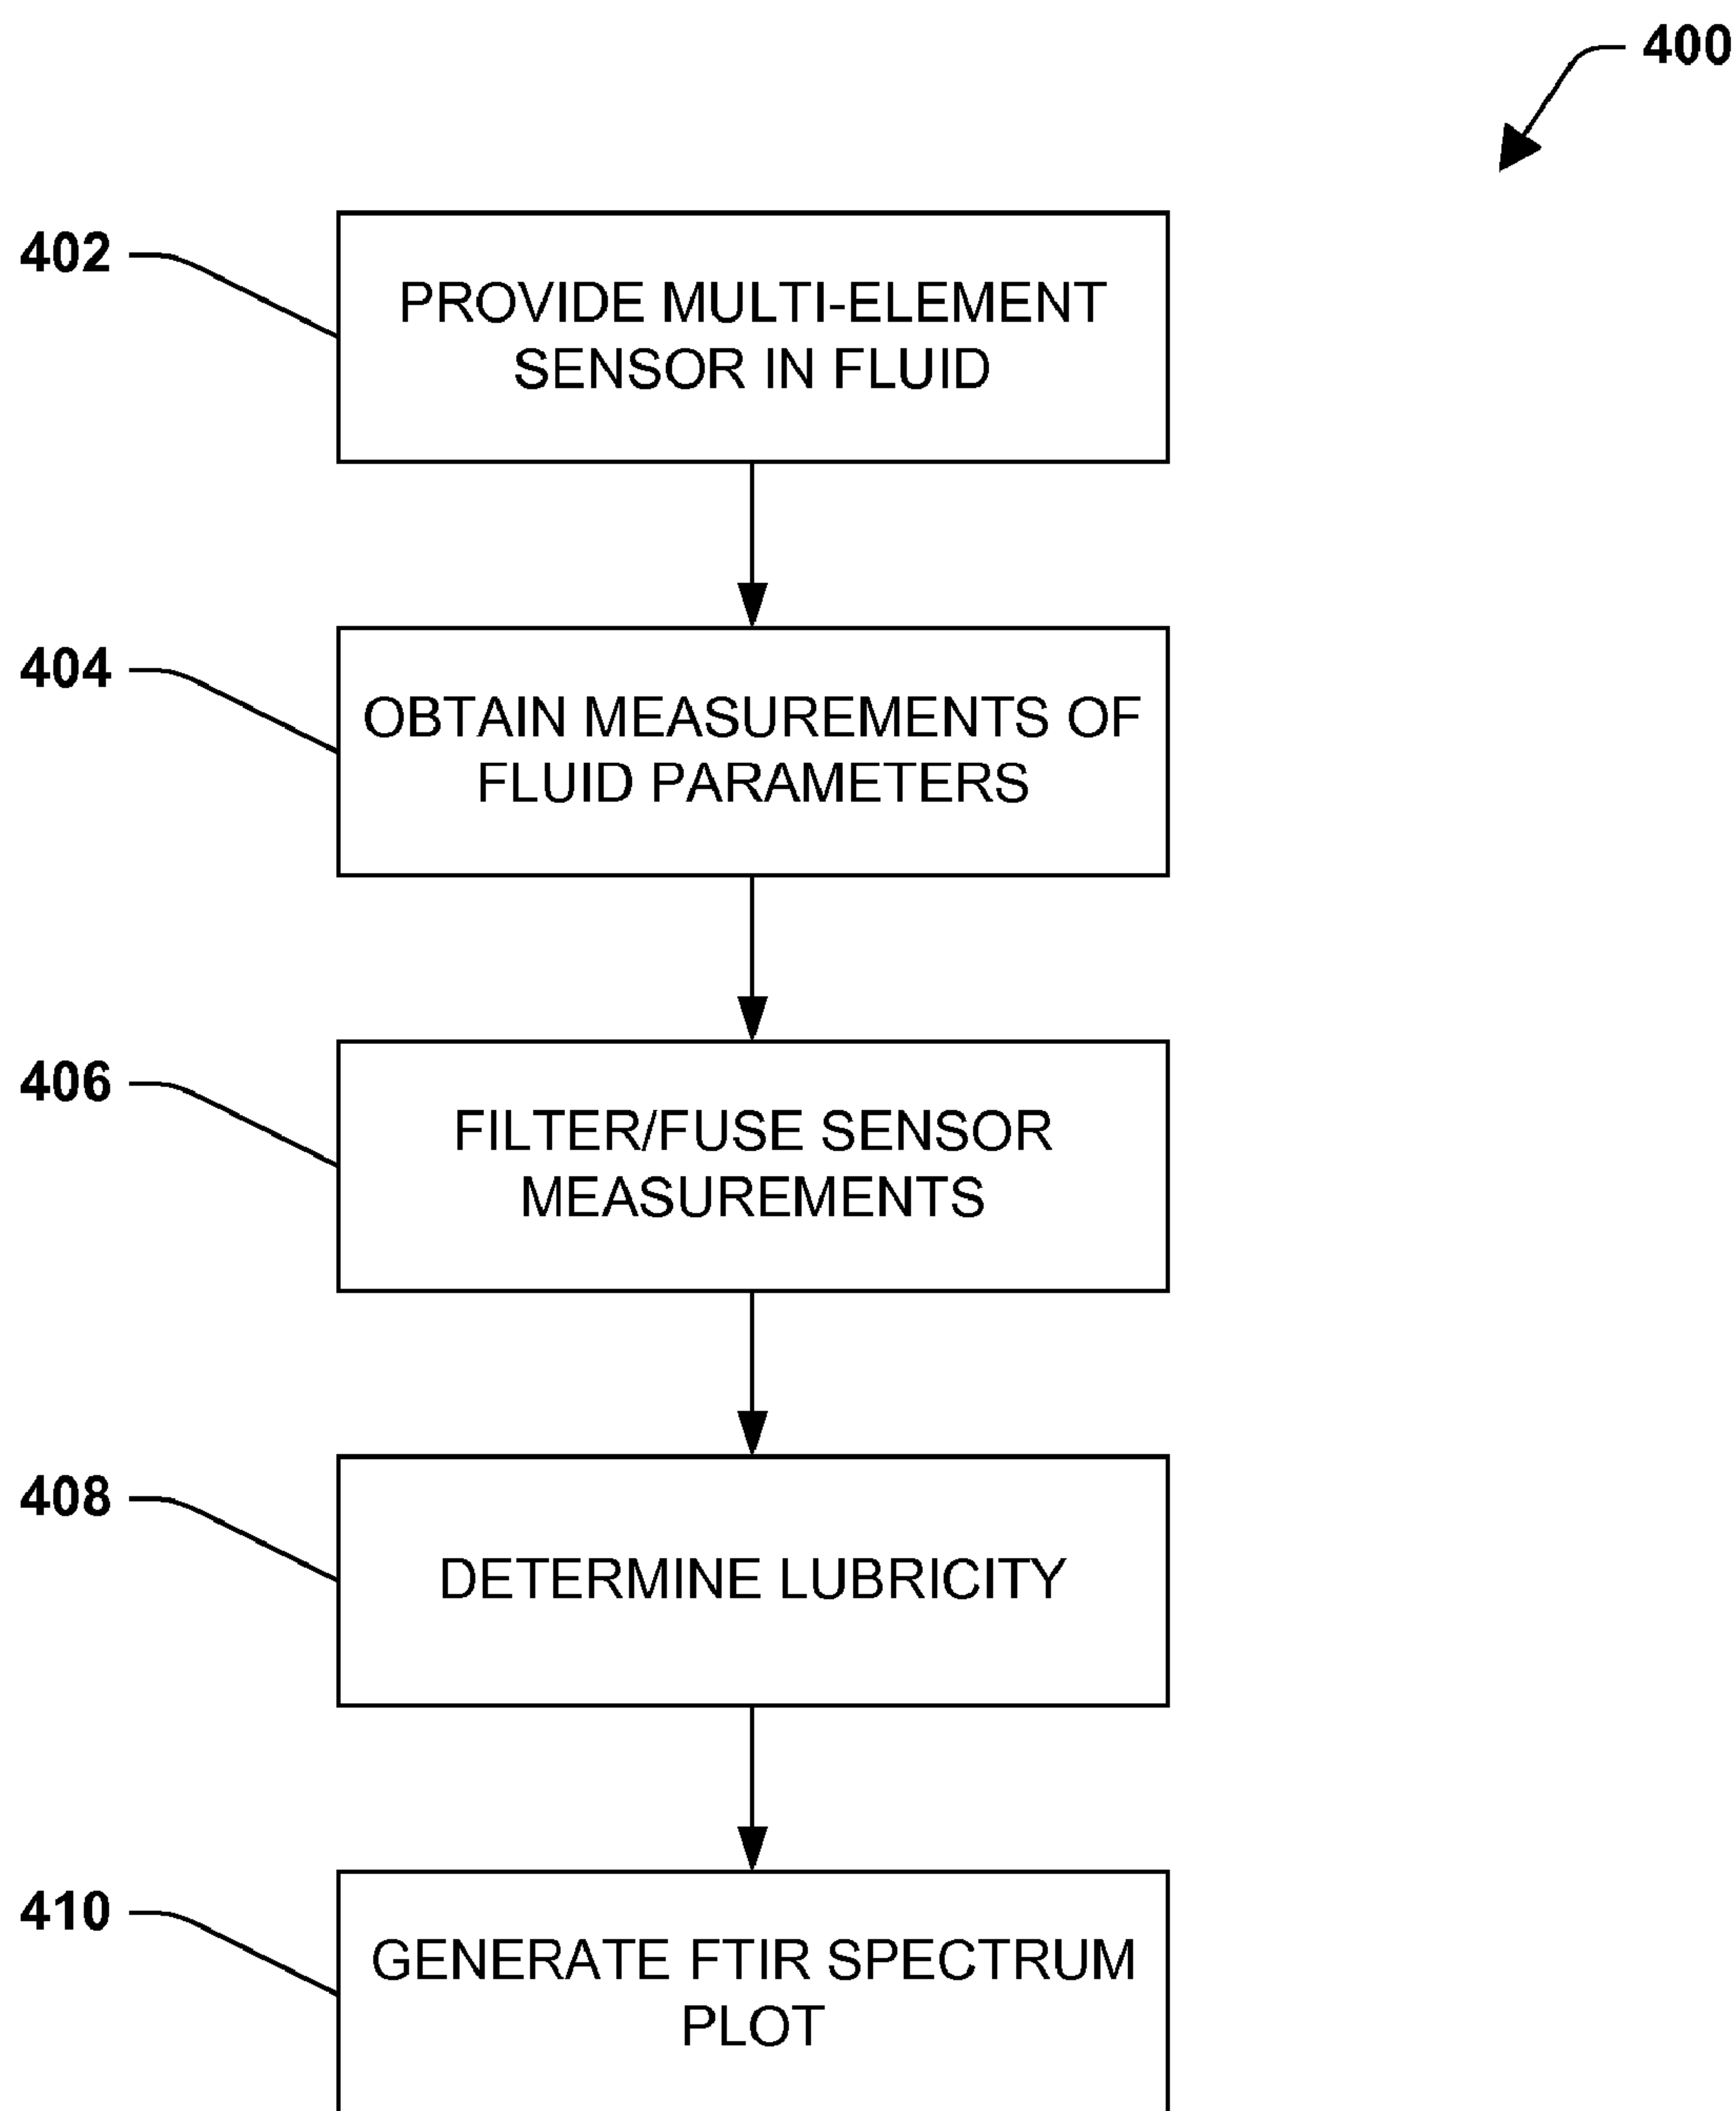 400
402
PROVIDE MULTI-ELEMENT
SENSOR IN FLUID
404
OBTAIN MEASUREMENTS OF
FLUID PARAMETERS
406
FILTER/FUSE SENSOR
MEASUREMENTS
408
DETERMINE LUBRICITY
410
GENERATE FTIR SPECTRUM
PLOT